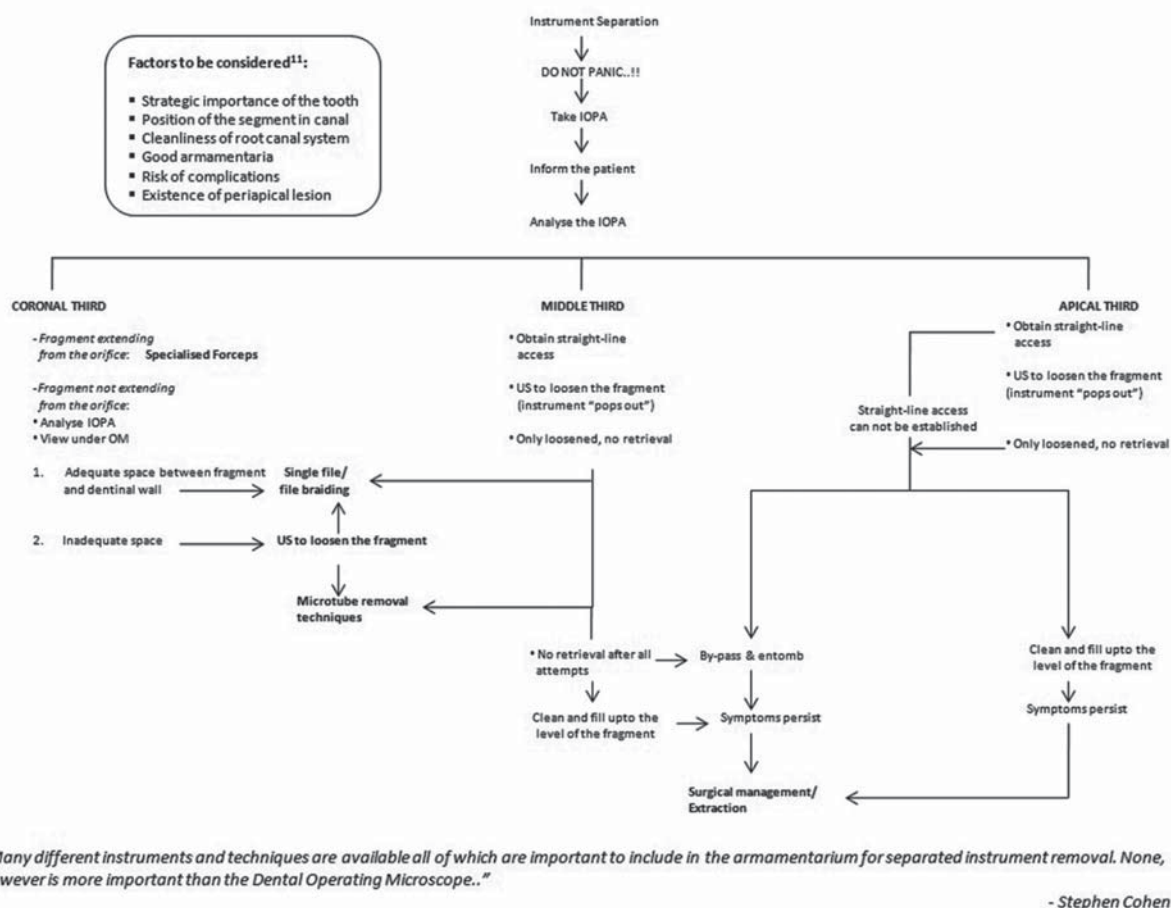 Instrument Separation
DO NOT PANIC..!!
Take IOPA
Inform the patient
Analyse the IOPA
Factors to be considered¹¹:
▪ Strategic importance of the tooth
▪ Position of the segment in canal
▪ Cleanliness of root canal system
▪ Good armamentaria
▪ Risk of complications
▪ Existence of periapical lesion
CORONAL THIRD
- Fragment extending
from the orifice: Specialised Forceps
-Fragment not extending
from the orifice:
• Analyse IOPA
• View under OM
1. Adequate space between fragment
and dentinal wall
Single file/
file braiding
2. Inadequate space
US to loosen the fragment
Microtube removal
techniques
MIDDLE THIRD
• Obtain straight-line
access
• US to loosen the fragment
(instrument "pops out")
• Only loosened, no retrieval
• No retrieval after all
attempts
Clean and fill upto the
level of the fragment
By-pass & entomb
Symptoms persist
Surgical management/
Extraction
APICAL THIRD
• Obtain straight-line
access
• US to loosen the fragment
(instrument "pops out")
• Only loosened, no retrieval
Straight-line access
can not be established
Clean and fill upto the
level of the fragment
Symptoms persist
any different instruments and techniques are available all of which are important to include in the armamentarium for separated instrument removal. None,
wever is more important than the Dental Operating Microscope.."
- Stephen Cohen